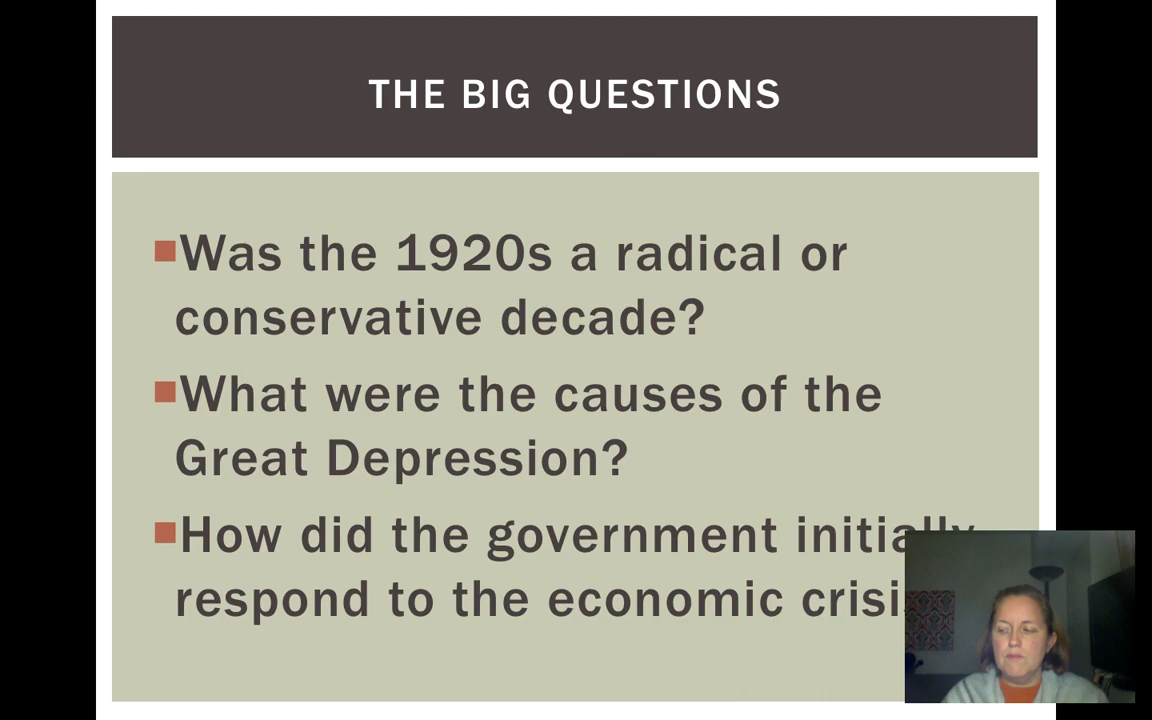 THE BIG QUESTIONS
Was the 1920s a radical or
conservative decade?
What were the causes of the
Great Depression?
How did the government initially
respond to the economic